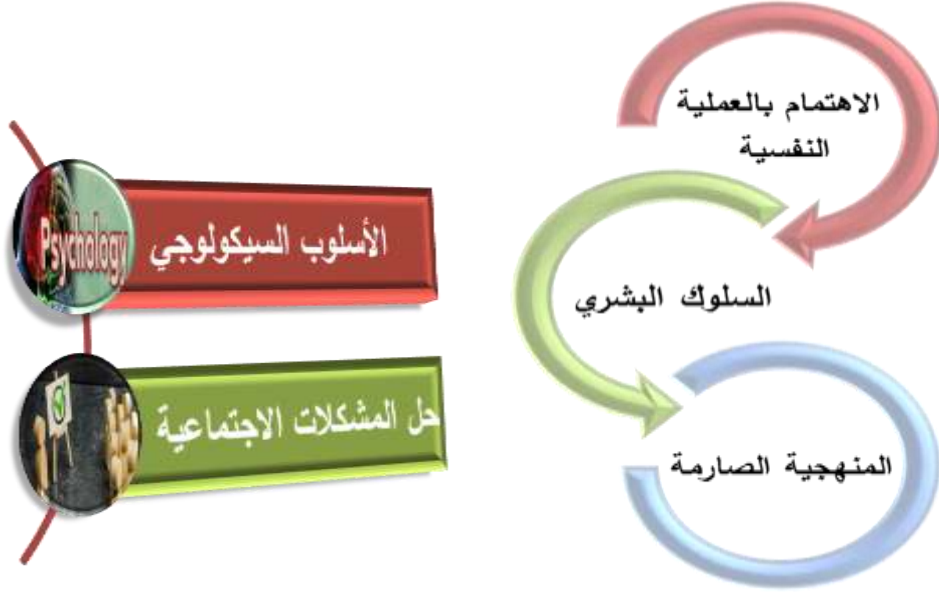 الاهتمام بالعملية
النفسية
السلوك البشري
المنهجية الصارمة
Psychology
الأسلوب السيكولوجي
حل المشكلات الاجتماعية